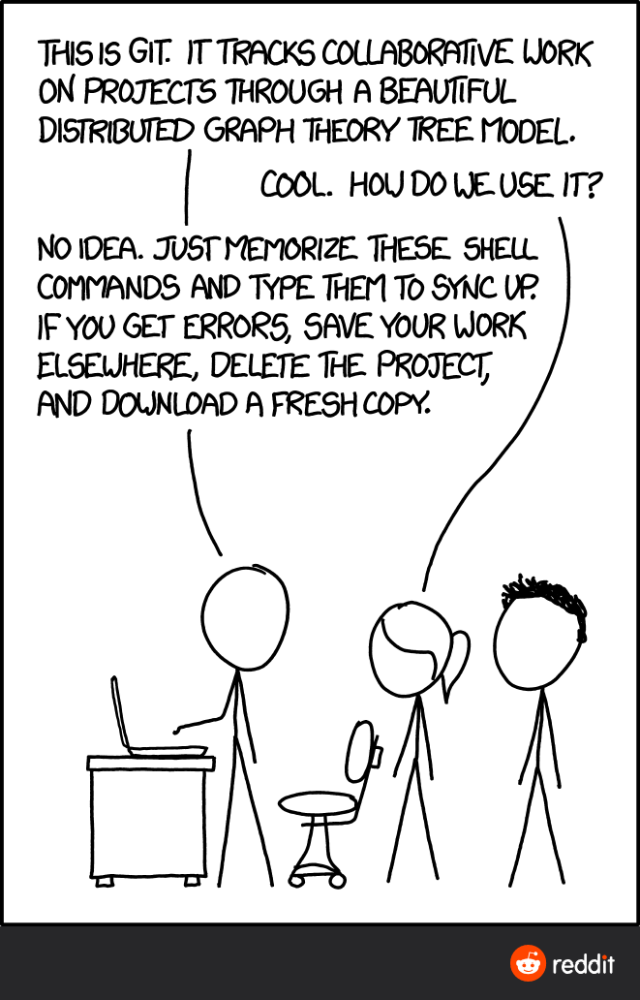 THIS IS GIT. IT TRACKS COLLABORATIVE WORK
ON PROJECTS THROUGH A BEAUTIFUL
DISTRIBUTED GRAPH THEORY TREE MODEL.
COOL. HOW DO WE USE IT?
NO IDEA. JUST MEMORIZE THESE SHELL
COMMANDS AND TYPE THEM TO SYNC UP.
IF YOU GET ERRORS, SAVE YOUR WORK
ELSEWHERE, DELETE THE PROJECT,
AND DOWNLOAD A FRESH COPY.
reddit